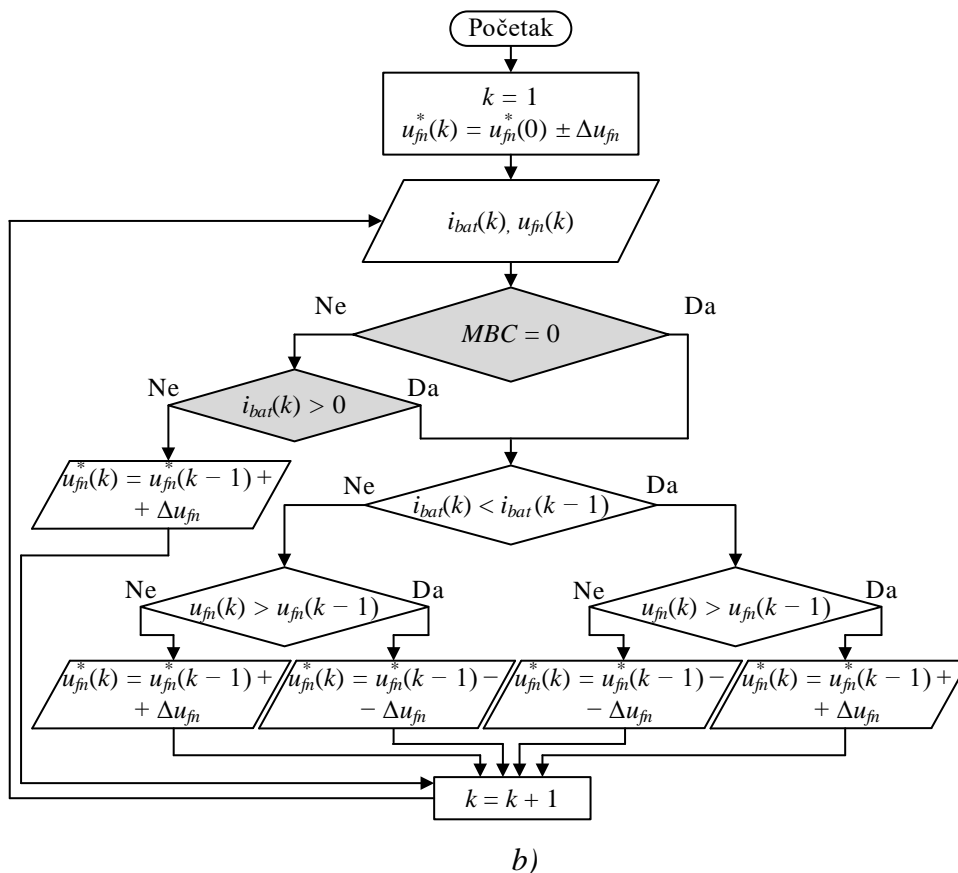 Početak
k = 1
u*fn(k) = u*fn(0) ± Δufn
ibat(k), ufn(k)
Ne
Da
MBC = 0
Ne
Da
ibat(k) > 0
u*fn(k) = u*fn(k − 1) +
+ Δufn
Ne
Da
ibat(k) < ibat(k − 1)
Ne
Da
ufn(k) > ufn(k − 1)
Ne
Da
ufn(k) > ufn(k − 1)
u*fn(k) = u*fn(k − 1) +
+ Δufn
u*fn(k) = u*fn(k − 1) −
− Δufn
u*fn(k) = u*fn(k − 1) −
− Δufn
u*fn(k) = u*fn(k − 1) +
+ Δufn
k = k + 1
b)